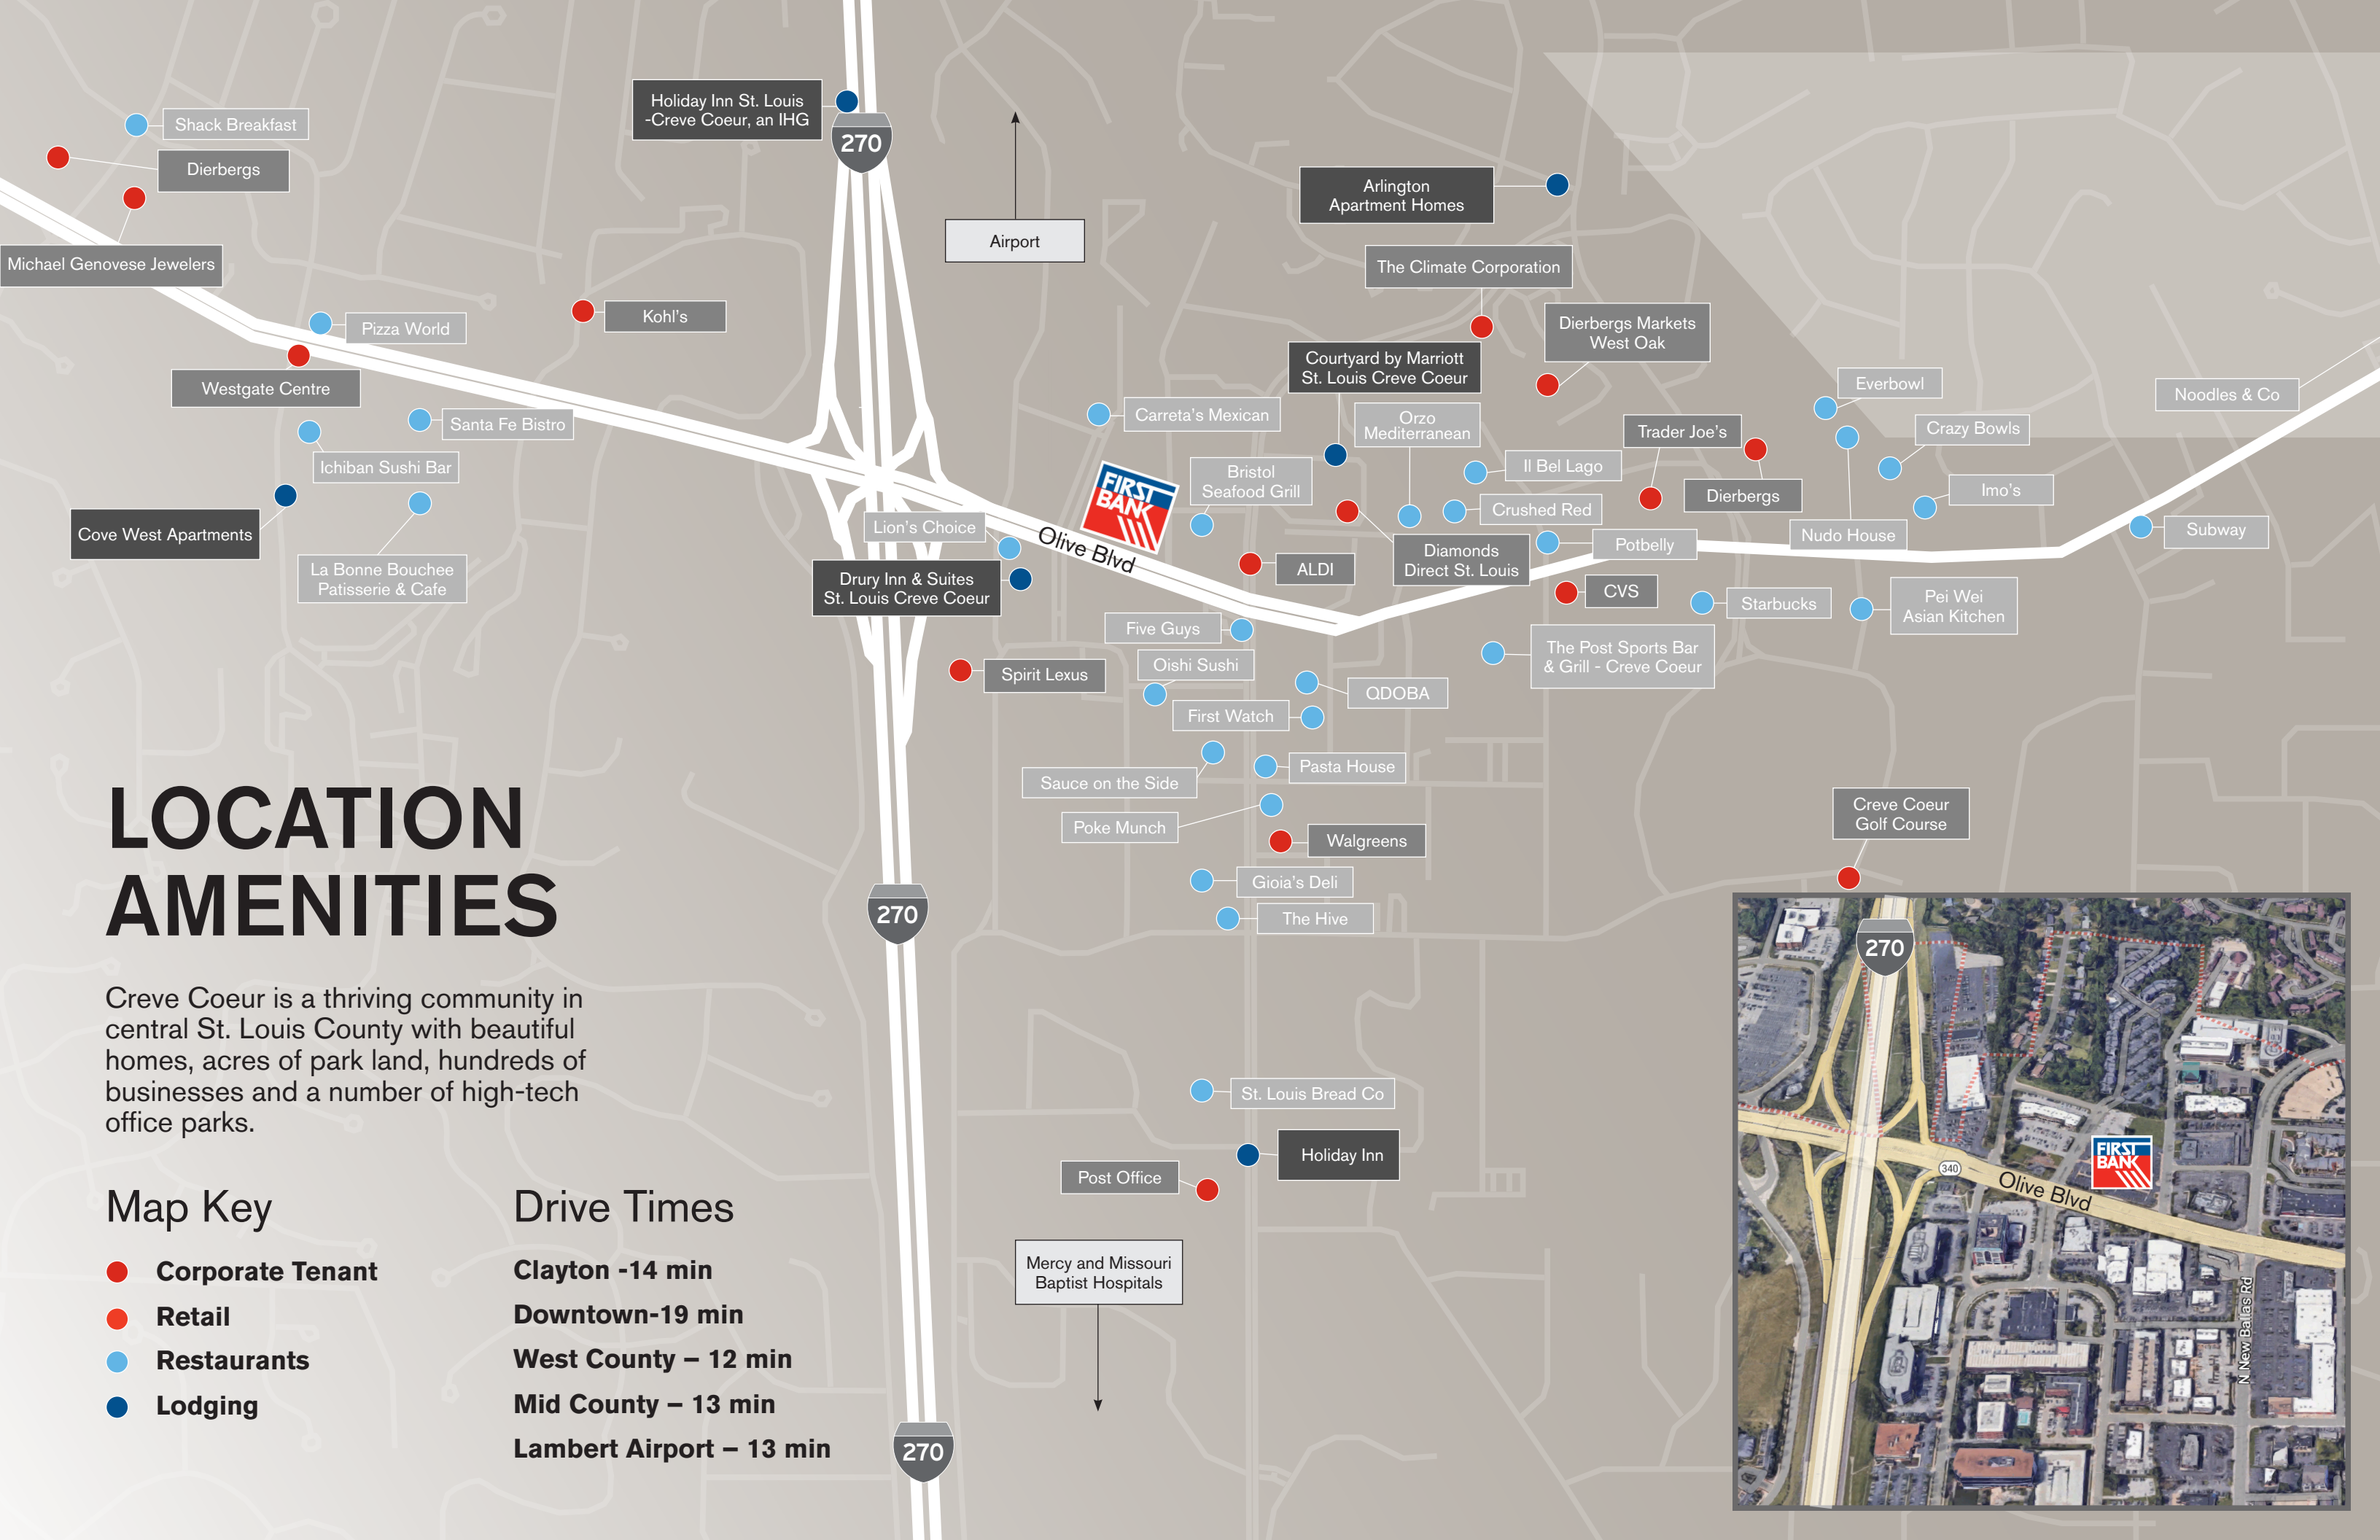 Holiday Inn St. Louis
-Creve Coeur, an IHG
270
Shack Breakfast
Dierbergs
Michael Genovese Jewelers
Airport
Arlington
Apartment Homes
The Climate Corporation
Pizza World
Kohl's
Westgate Centre
Dierbergs Markets
West Oak
Courtyard by Marriott
St. Louis Creve Coeur
Everbowl
Noodles & Co
Santa Fe Bistro
Carreta's Mexican
Orzo
Mediterranean
Trader Joe's
Crazy Bowls
Ichiban Sushi Bar
Bristol
Seafood Grill
Il Bel Lago
Dierbergs
Imo's
FIRST
BANK
Crushed Red
Cove West Apartments
Lion's Choice
Olive Blvd
Nudo House
Subway
Potbelly
La Bonne Bouchee
Patisserie & Cafe
Drury Inn & Suites
St. Louis Creve Coeur
ALDI
Diamonds
Direct St. Louis
CVS
Starbucks
Pei Wei
Asian Kitchen
Five Guys
Oishi Sushi
The Post Sports Bar
& Grill - Creve Coeur
Spirit Lexus
QDOBA
First Watch
Sauce on the Side
Pasta House
Poke Munch
Walgreens
Creve Coeur
Golf Course
Gioia's Deli
The Hive
270
St. Louis Bread Co
Holiday Inn
Post Office
Mercy and Missouri
Baptist Hospitals
270
LOCATION
AMENITIES
Creve Coeur is a thriving community in
central St. Louis County with beautiful
homes, acres of park land, hundreds of
businesses and a number of high-tech
office parks.
Map Key
Corporate Tenant
Retail
Restaurants
Lodging
Drive Times
Clayton -14 min
Downtown-19 min
West County – 12 min
Mid County – 13 min
Lambert Airport – 13 min
270
340
FIRST
BANK
Olive Blvd
N New Ballas Rd